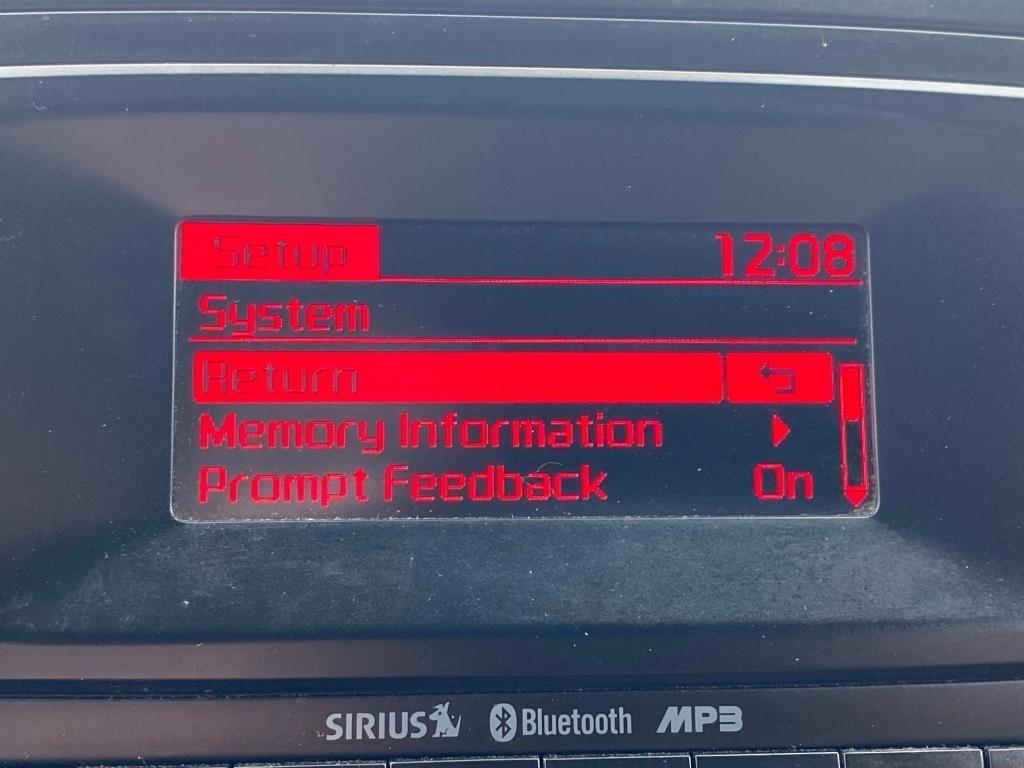 Setup 12:08
System
Return
Memory Information
Prompt Feedback On
SIRIUS Bluetooth MP3